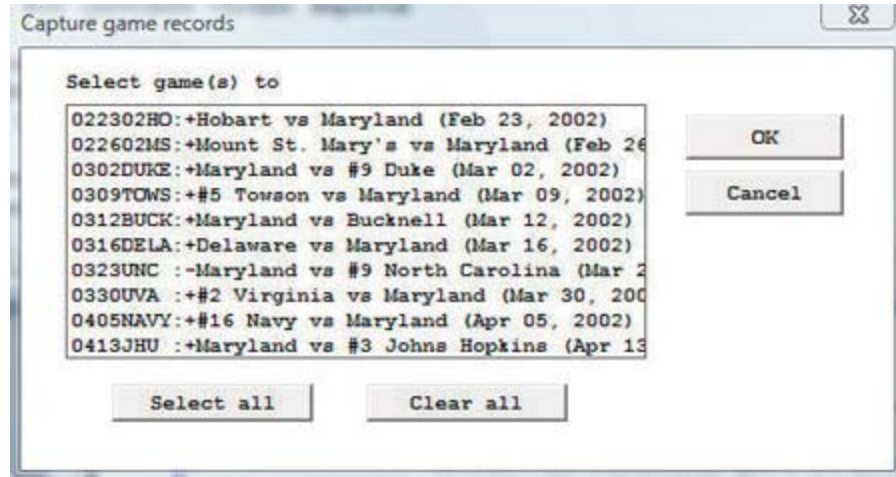 Capture game records
Select game(s) to
022302HO:+Hobart vs Maryland (Feb 23, 2002)
022602MS:+Mount St. Mary's vs Maryland (Feb 26
0302DUKE:+Maryland vs #9 Duke (Mar 02, 2002)
0309TOWS:+#5 Towson vs Maryland (Mar 09, 2002)
0312BUCK:+Maryland vs Bucknell (Mar 12, 2002)
0316DELA:+Delaware vs Maryland (Mar 16, 2002)
0323UNC :-Maryland vs #9 North Carolina (Mar 2
0330UVA :+#2 Virginia vs Maryland (Mar 30, 200
0405NAVY:+#16 Navy vs Maryland (Apr 05, 2002)
0413JHU :+Maryland vs #3 Johns Hopkins (Apr 13
OK
Cancel
Select all
Clear all